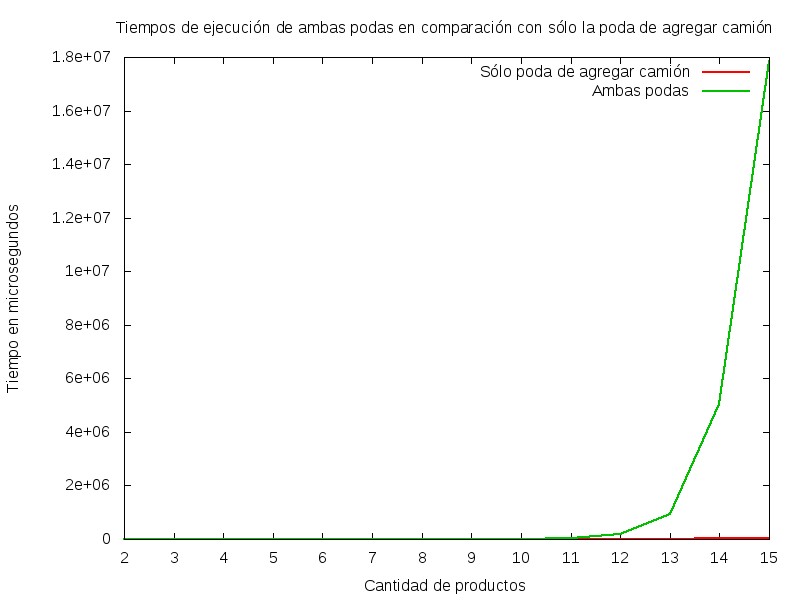 Tiempos de ejecución de ambas podas en comparación con sólo la poda de agregar camión
1.8e+07
Sólo poda de agregar camión
Ambas podas
1.6e+07
1.4e+07
1.2e+07
1e+07
8e+06
6e+06
4e+06
2e+06
0
Tiempo en microsegundos
2 3 4 5 6 7 8 9 10 11 12 13 14 15
Cantidad de productos